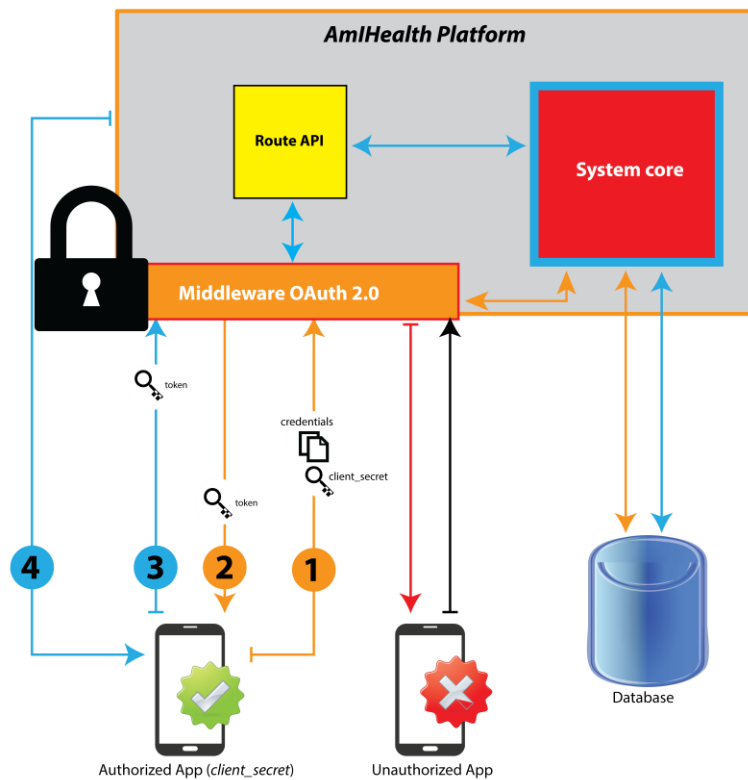 AmIHealth Platform
Route API
System core
Middleware OAuth 2.0
token
credentials
client_secret
token
4
3
2
1
Database
Authorized App (client_secret)
Unauthorized App